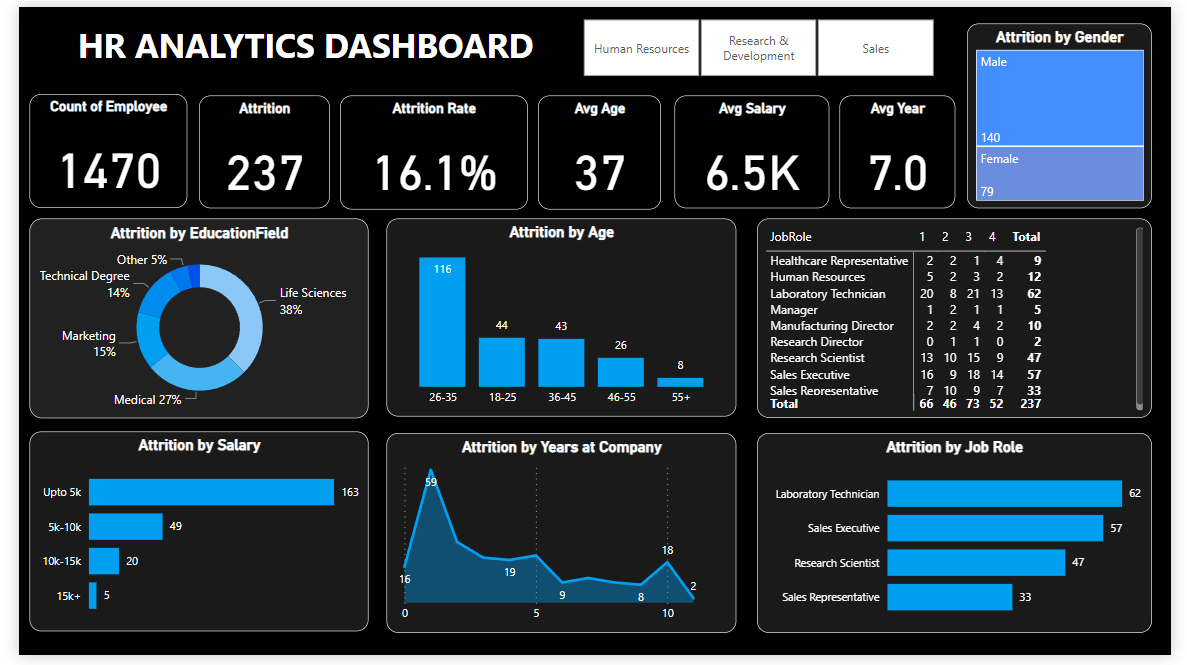 HR ANALYTICS DASHBOARD
Human Resources
Research &
Development
Sales
Attrition by Gender
Male
140
Female
79
Count of Employee
1470
Attrition
237
Attrition Rate
16.1%
Avg Age
37
Avg Salary
6.5K
Avg Year
7.0
Attrition by EducationField
Other 5%
Technical Degree
14%
Life Sciences
38%
Marketing
15%
Medical 27%
Attrition by Age
116
44
43
26
8
26-35 18-25 36-45 46-55 55+
JobRole 1 2 3 4 Total
Healthcare Representative 2 2 1 4 9
Human Resources 5 2 3 2 12
Laboratory Technician 20 8 21 13 62
Manager 1 2 1 1 5
Manufacturing Director 2 2 4 2 10
Research Director 0 1 1 0 2
Research Scientist 13 10 15 9 47
Sales Executive 16 9 18 14 57
Sales Representative 7 10 9 7 33
Total 66 46 73 52 237
Attrition by Salary
Upto 5k 163
5k-10k 49
10k-15k 20
15k+ 5
Attrition by Years at Company
59
16
19
9
8
18
2
0 5 10
Attrition by Job Role
Laboratory Technician 62
Sales Executive 57
Research Scientist 47
Sales Representative 33